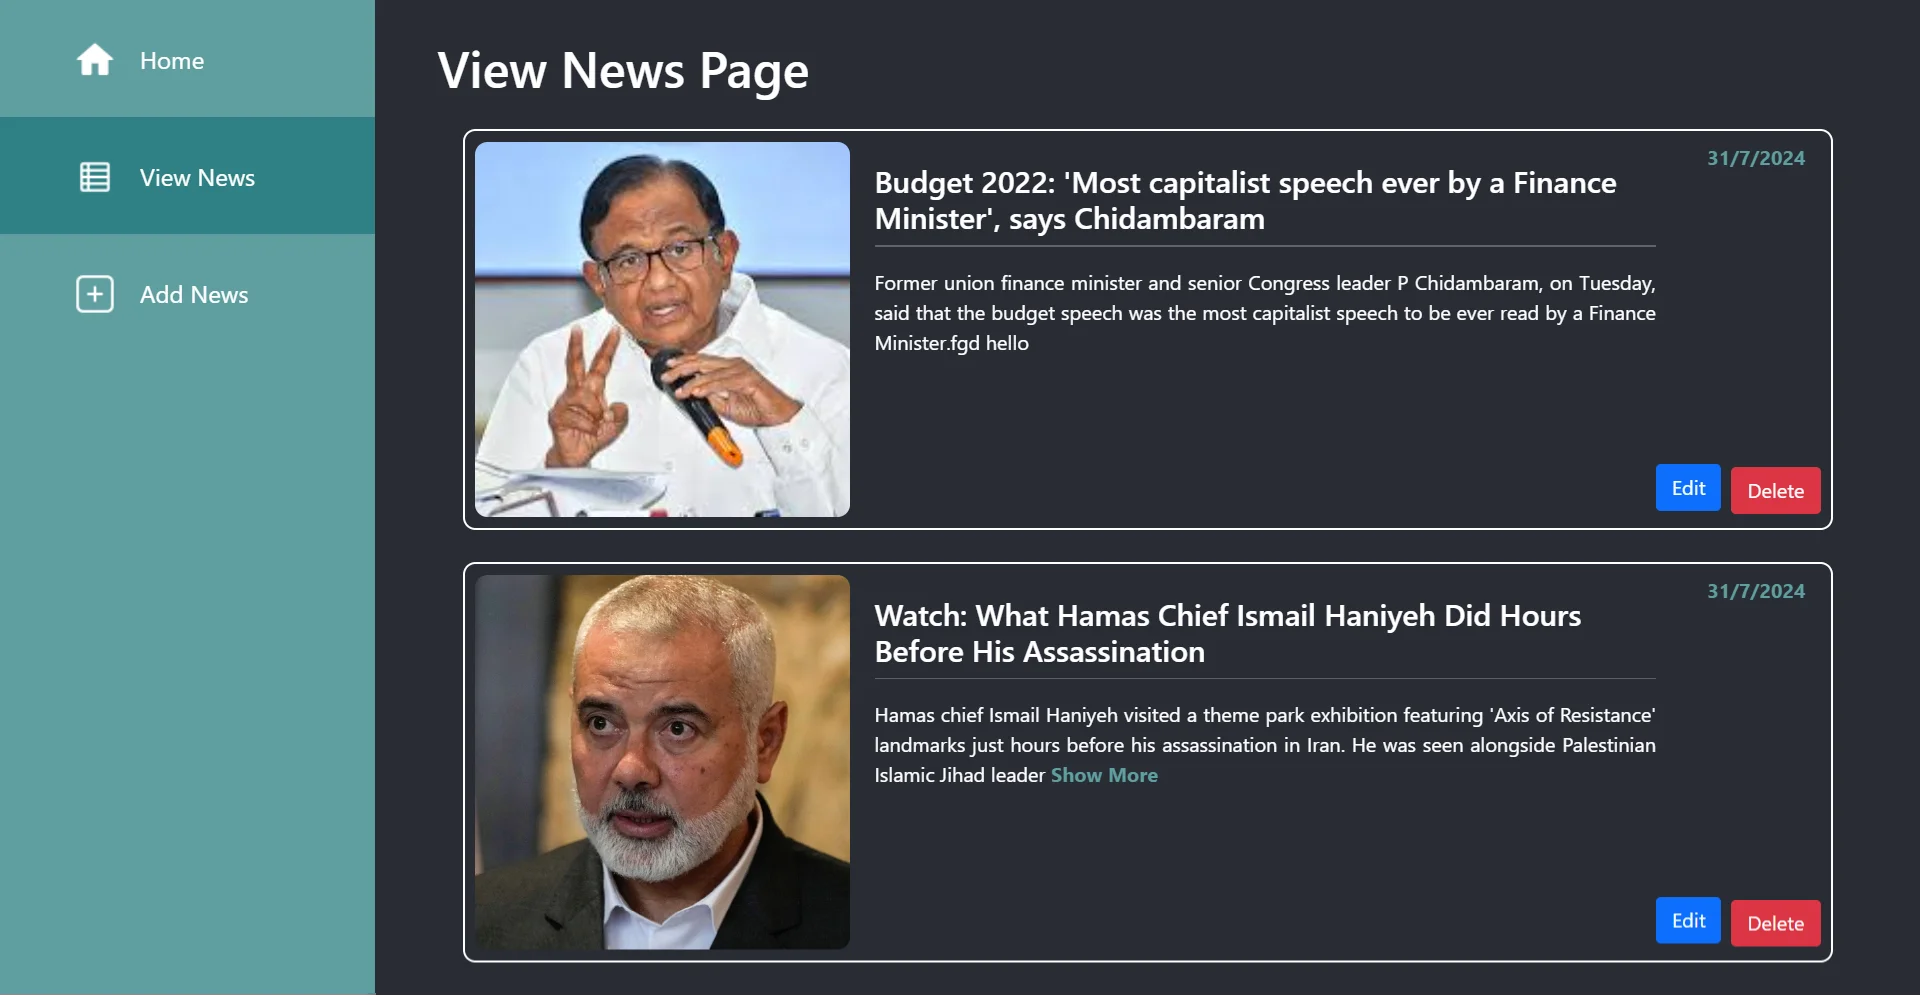 Home
View News
Add News
View News Page
31/7/2024
Budget 2022: 'Most capitalist speech ever by a Finance
Minister', says Chidambaram
Former union finance minister and senior Congress leader P Chidambaram, on Tuesday,
said that the budget speech was the most capitalist speech to be ever read by a Finance
Minister.fgd hello
Edit
Delete
31/7/2024
Watch: What Hamas Chief Ismail Haniyeh Did Hours
Before His Assassination
Hamas chief Ismail Haniyeh visited a theme park exhibition featuring 'Axis of Resistance'
landmarks just hours before his assassination in Iran. He was seen alongside Palestinian
Islamic Jihad leader Show More
Edit
Delete